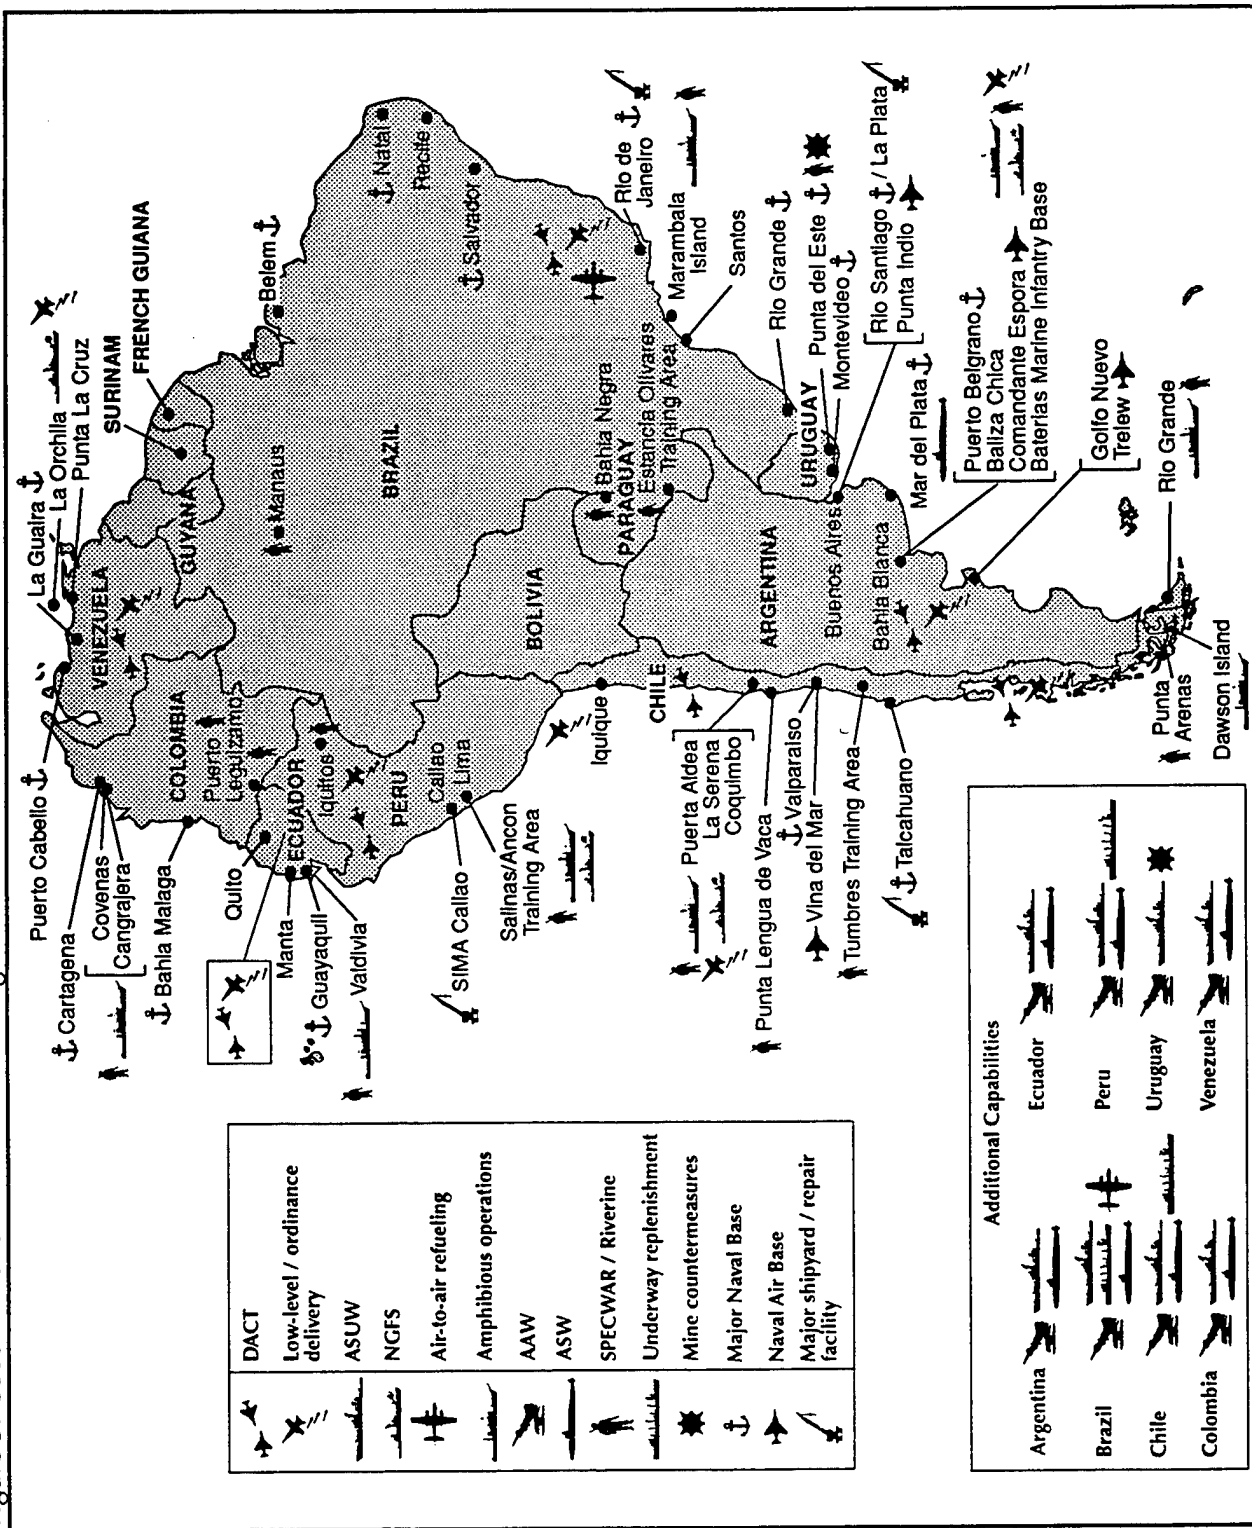 Puerto Cabello
Cartagena
Covenas
Cangrajera
Bahia Malaga
Quito
Manta
Guayaquil
Valdivia
SIMA Callao
Salinas/Ancon
Training Area
La Guaira
La Orchila
Punta La Cruz
VENEZUELA
COLOMBIA
Puerto
Leguizamo
ECUADOR
Iquitos
PERU
Callao
Lima
SURINAM
FRENCH GUIANA
GUYANA
Manaus
Belem
BRAZIL
Natal
Recife
Salvador
BOLIVIA
Bahia Negra
PARAGUAY
Estancia Olivares
Training Area
Rio de
Janeiro
Marambala
Island
Santos
Rio Grande
URUGUAY
Punta del Este
Montevideo
Rio Santiago / La Plata
Punta Indio
Buenos Aires
Mar del Plata
ARGENTINA
Bahia Blanca
Puerto Belgrano
Baliza Chica
Comandante Espora
Baterias Marine Infantry Base
Golfo Nuevo
Trelew
Rio Grande
Iquique
CHILE
Puerta Aldea
La Serena
Coquimbo
Punta Lengua de Vaca
Valparaiso
Vina del Mar
Tumbres Training Area
Talcahuano
Punta
Arenas
Dawson Island
DACT
Low-level / ordinance
delivery
ASUW
NGFS
Air-to-air refueling
Amphibious operations
AAW
ASW
SPECWAR / Riverine
Underway replenishment
Mine countermeasures
Major Naval Base
Naval Air Base
Major shipyard / repair
facility
Additional Capabilities
Argentina
Ecuador
Brazil
Peru
Chile
Uruguay
Colombia
Venezuela